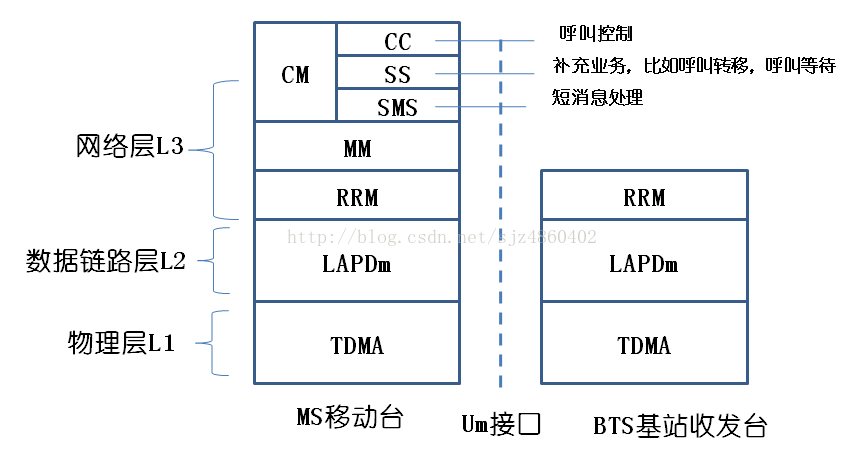 CC
呼叫控制
CM
SS
补充业务，比如呼叫转移，呼叫等待
SMS
短消息处理
网络层L3
MM
RRM
RRM
http://blog.csdn.net/sjz4860402
数据链路层L2
LAPDm
LAPDm
物理层L1
TDMA
TDMA
MS移动台
Um接口
BTS基站收发台